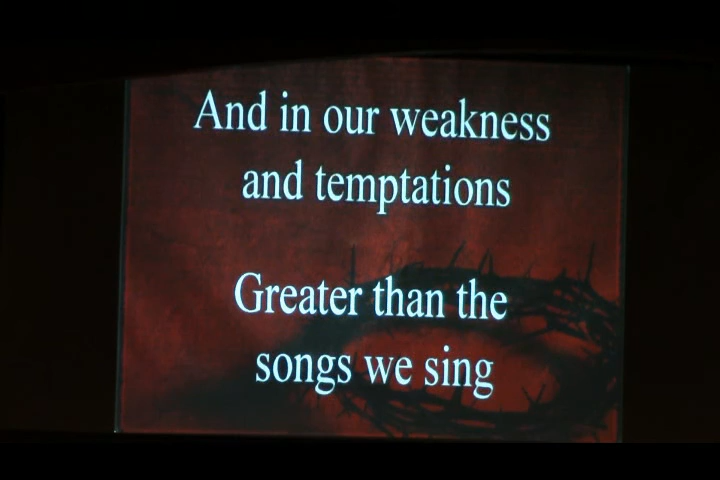 And in our weakness
and temptations
Greater than the
songs we sing